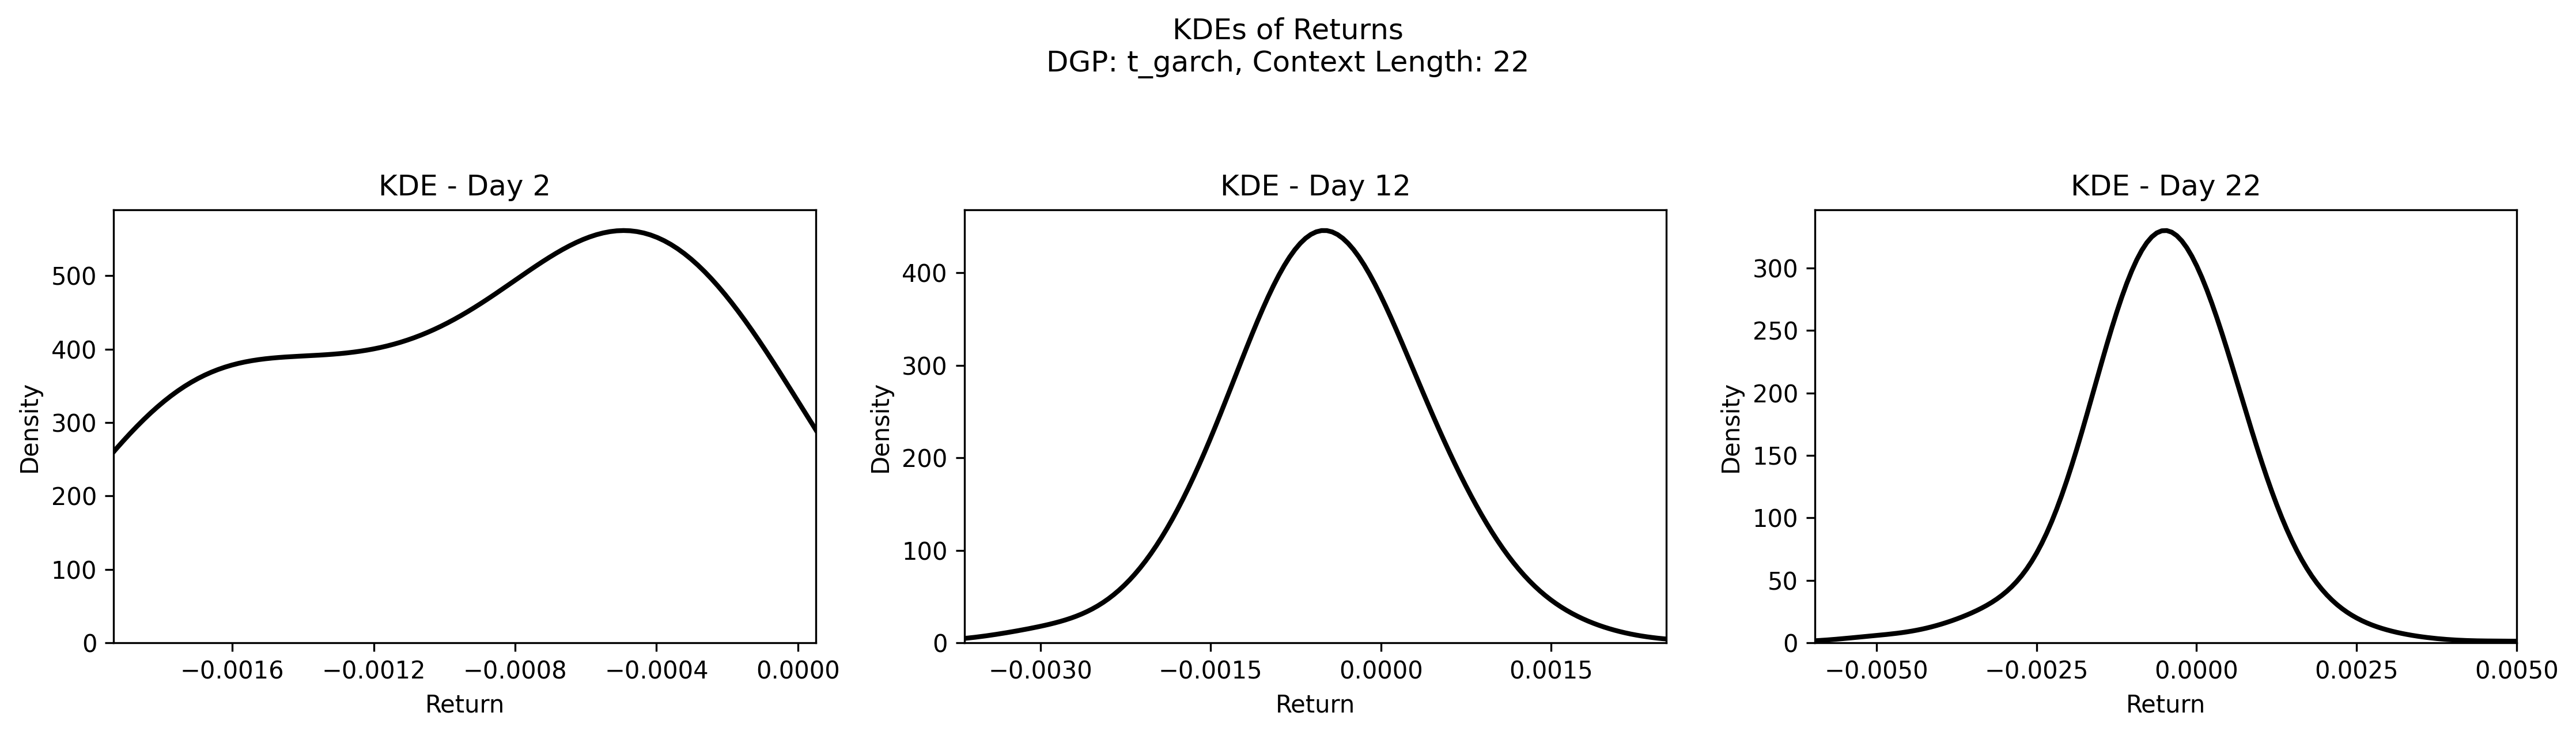 KDEs of Returns
DGP: t_garch, Context Length: 22
KDE - Day 2
Density
0
100
200
300
400
500
−0.0016
−0.0012
−0.0008
−0.0004
0.0000
Return
KDE - Day 12
Density
0
100
200
300
400
−0.0030
−0.0015
0.0000
0.0015
Return
KDE - Day 22
Density
0
50
100
150
200
250
300
−0.0050
−0.0025
0.0000
0.0025
0.0050
Return